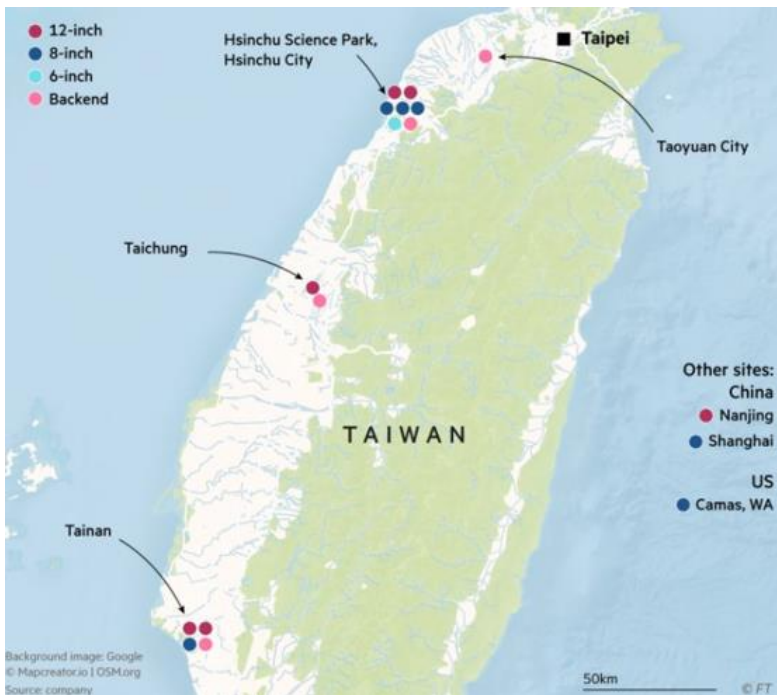 12-inch
8-inch
6-inch
Backend
Hsinchu Science Park,
Hsinchu City
Taipei
Taoyuan City
Taichung
Other sites:
China
Nanjing
Shanghai
TAIWAN
US
Camas, WA
Tainan
Background image: Google
© Mapcreator.io | OSM.org
Source: company
50km
© FT